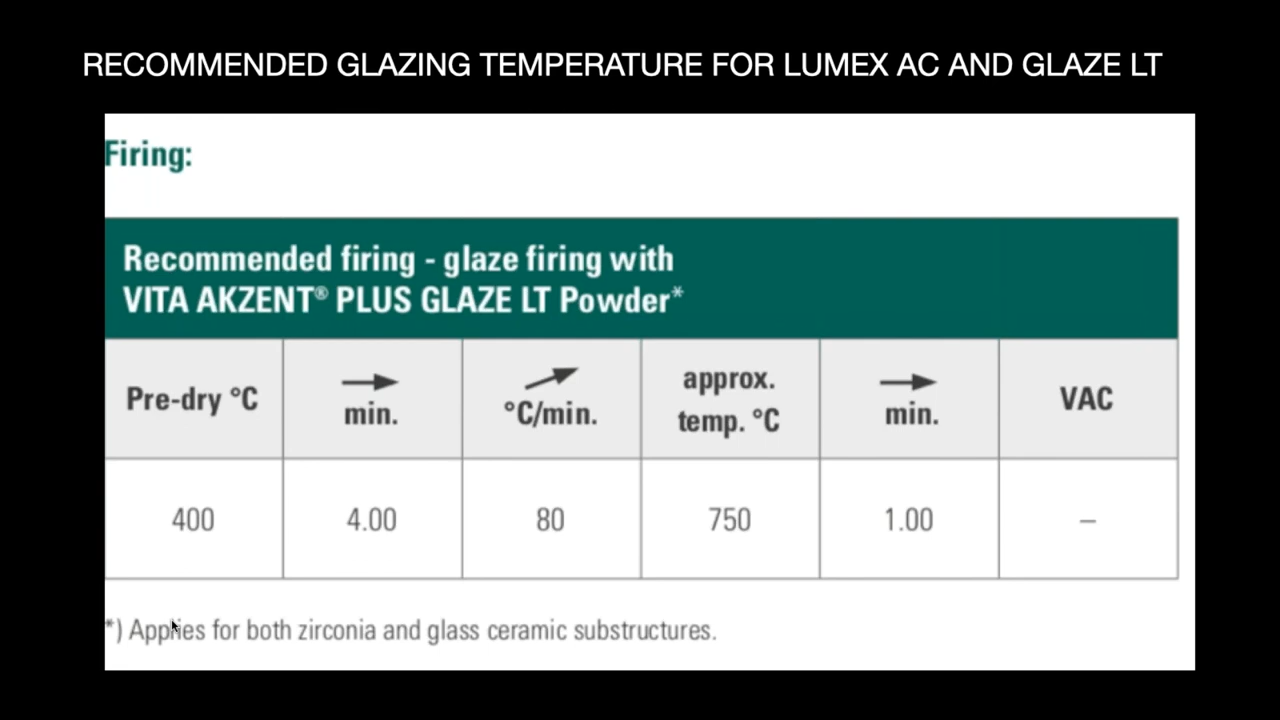 RECOMMENDED GLAZING TEMPERATURE FOR LUMEX AC AND GLAZE LT
Firing:
Recommended firing - glaze firing with
VITA AKZENT® PLUS GLAZE LT Powder*
Pre-dry °C
min.
°C/min.
approx.
temp. °C
min.
VAC
400 4.00 80 750 1.00 –
*) Applies for both zirconia and glass ceramic substructures.